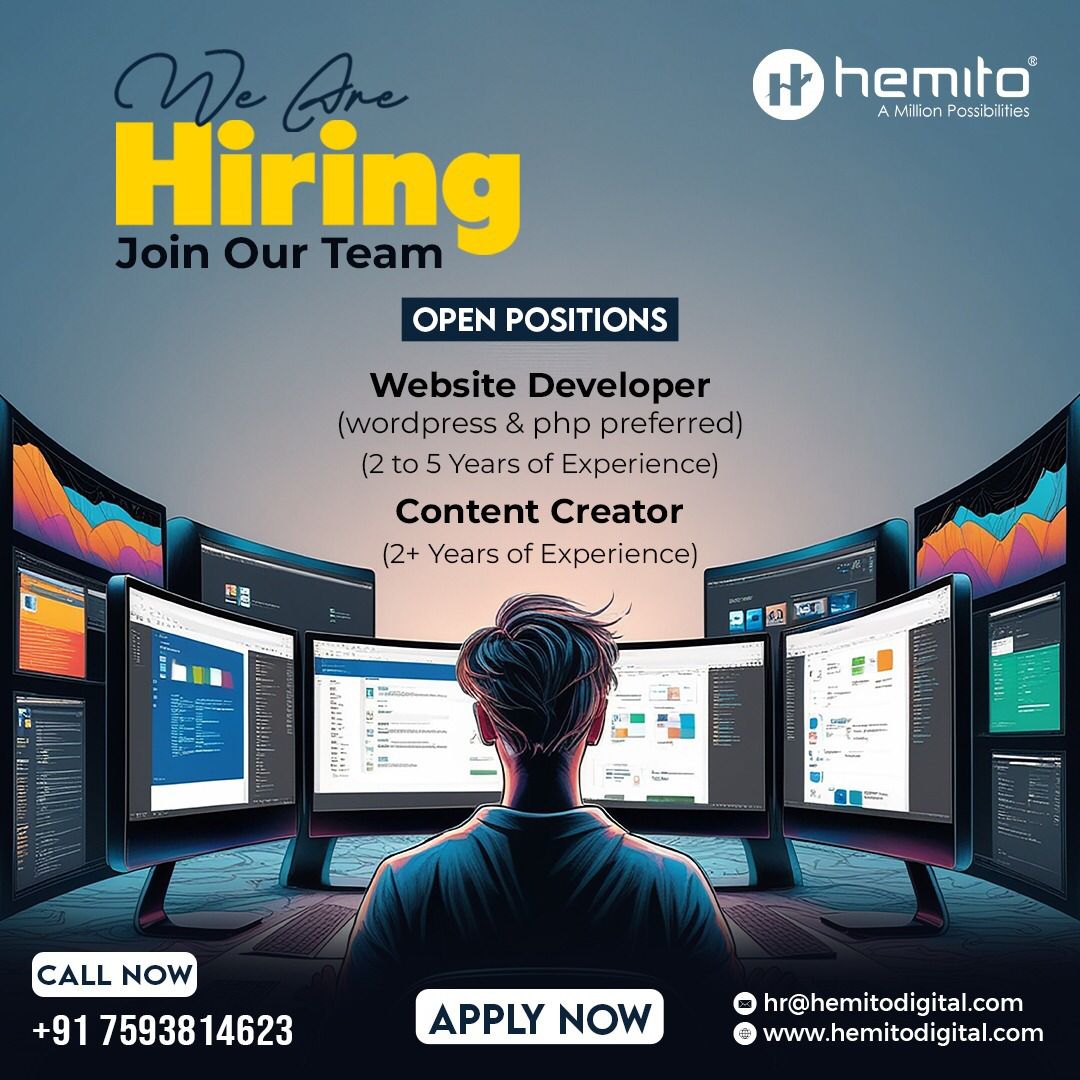 We Are
Hiring
Join Our Team
hemito®
A Million Possibilities
OPEN POSITIONS
Website Developer
(wordpress & php preferred)
(2 to 5 Years of Experience)
Content Creator
(2+ Years of Experience)
CALL NOW
+91 7593814623
APPLY NOW
hr@hemitodigital.com
www.hemitodigital.com